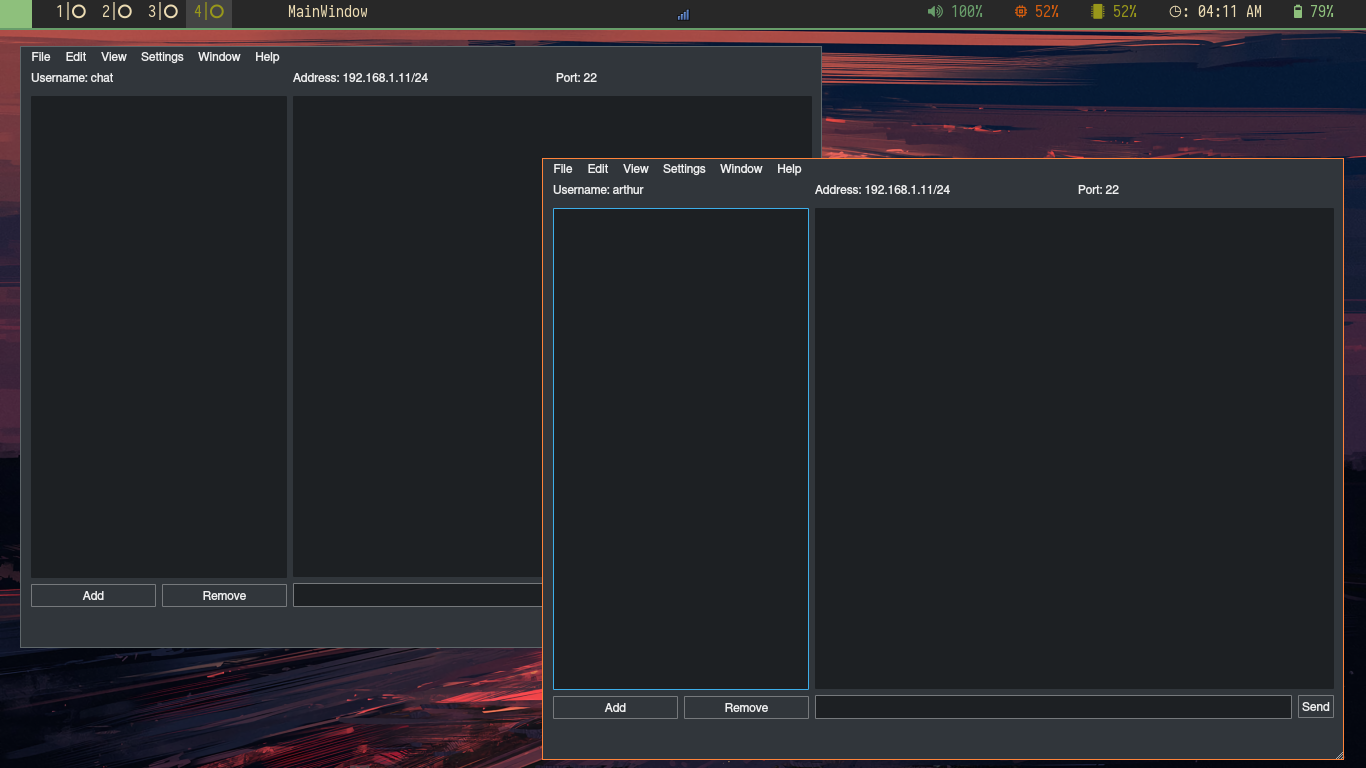 1 2 3 4 MainWindow 100% 52% 52% : 04:11 AM 79%
File Edit View Settings Window Help
Username: chat Address: 192.168.1.11/24 Port: 22
Add Remove
File Edit View Settings Window Help
Username: arthur Address: 192.168.1.11/24 Port: 22
Add Remove Send